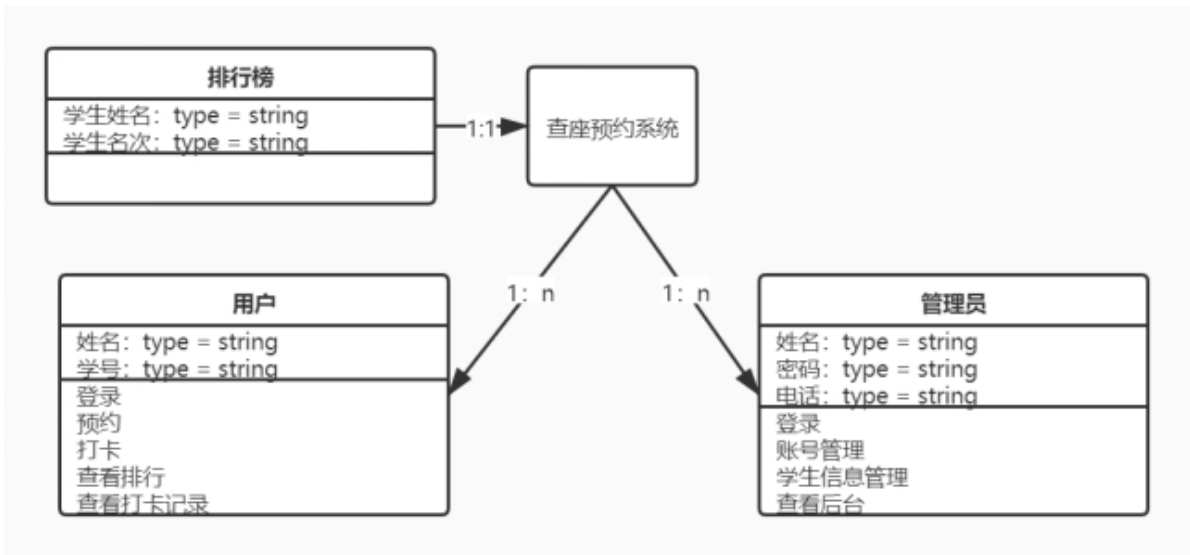 排行榜
学生姓名：type = string
学生名次：type = string
1:1
查座预约系统
1：n
1：n
用户
姓名：type = string
学号：type = string
登录
预约
打卡
查看排行
查看打卡记录
管理员
姓名：type = string
密码：type = string
电话：type = string
登录
账号管理
学生信息管理
查看后台